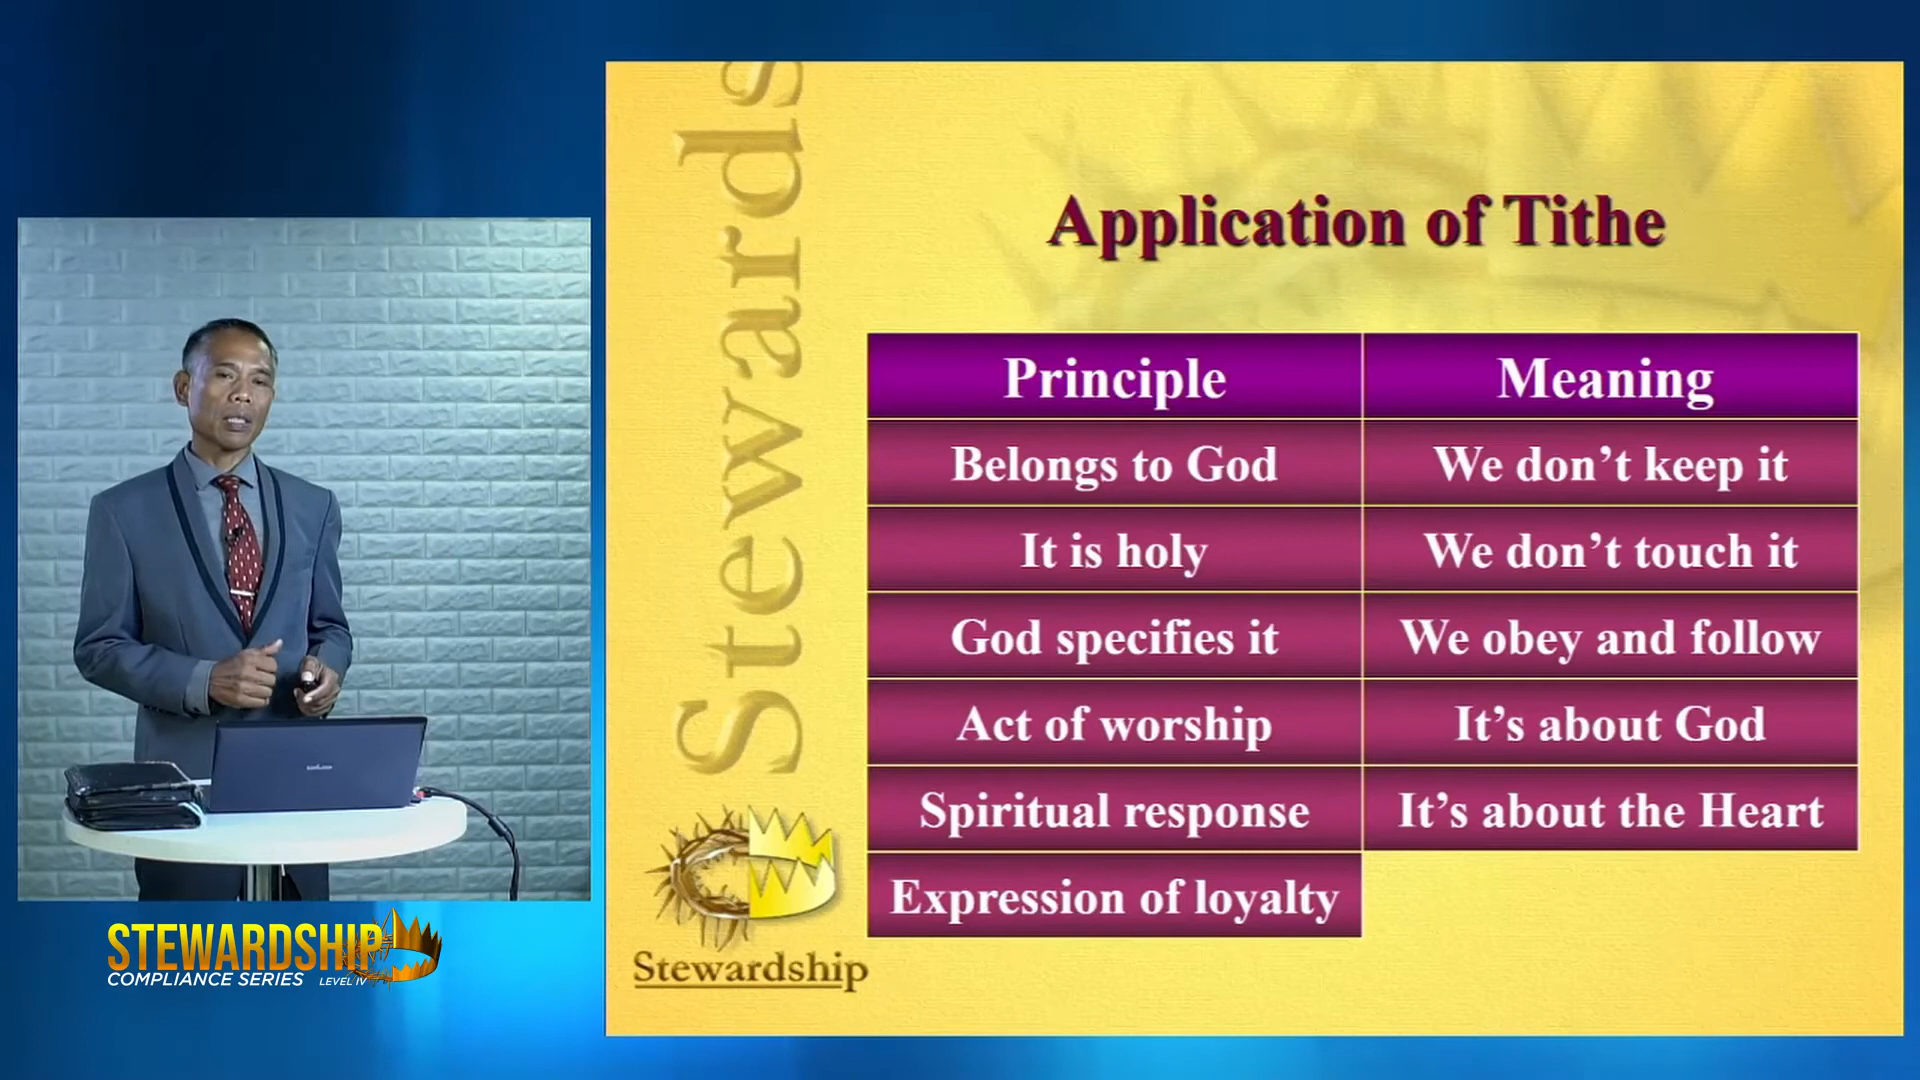 Stewards
Application of Tithe
Principle Meaning
Belongs to God We don’t keep it
It is holy We don’t touch it
God specifies it We obey and follow
Act of worship It’s about God
Spiritual response It’s about the Heart
Expression of loyalty
Stewardship
STEWARDSHIP
COMPLIANCE SERIES LEVEL IV